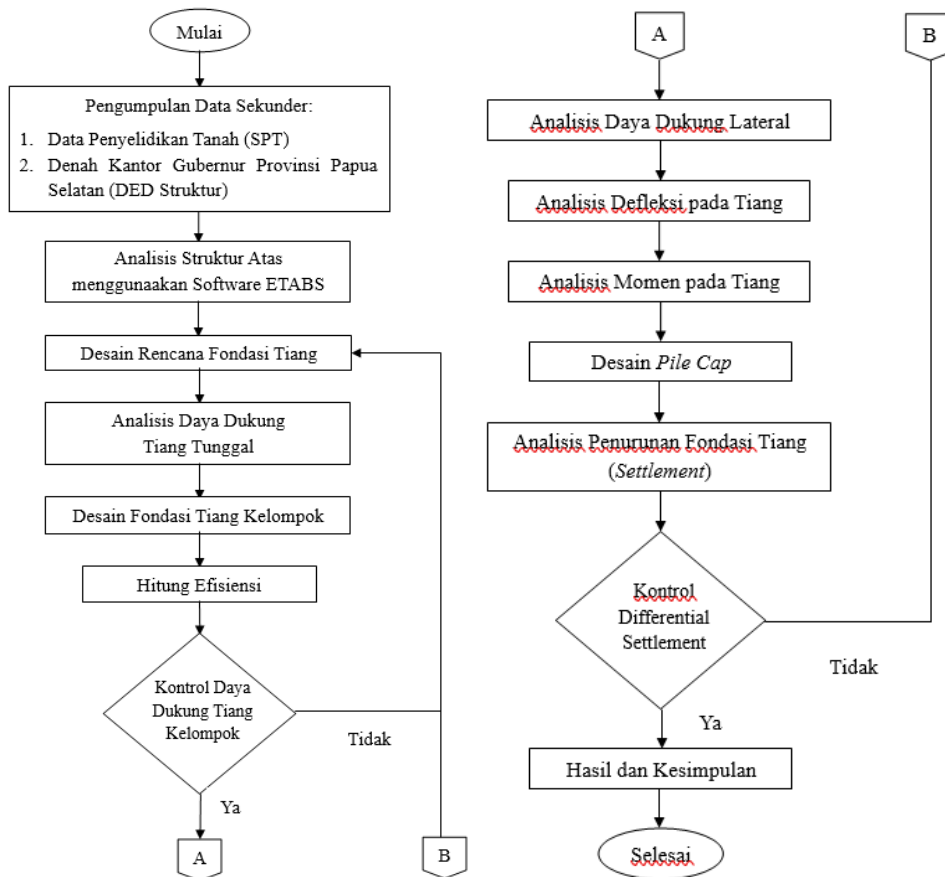 Mulai
Pengumpulan Data Sekunder:
1. Data Penyelidikan Tanah (SPT)
2. Denah Kantor Gubernur Provinsi Papua
Selatan (DED Struktur)
Analisis Struktur Atas
menggunaakan Software ETABS
Desain Rencana Fondasi Tiang
Analisis Daya Dukung
Tiang Tunggal
Desain Fondasi Tiang Kelompok
Hitung Efisiensi
Kontrol Daya
Dukung Tiang
Kelompok
Tidak
Ya
A
B
A
B
Analisis Daya Dukung Lateral
Analisis Defleksi pada Tiang
Analisis Momen pada Tiang
Desain Pile Cap
Analisis Penurunan Fondasi Tiang
(Settlement)
Kontrol
Differential
Settlement
Tidak
Ya
Hasil dan Kesimpulan
Selesai